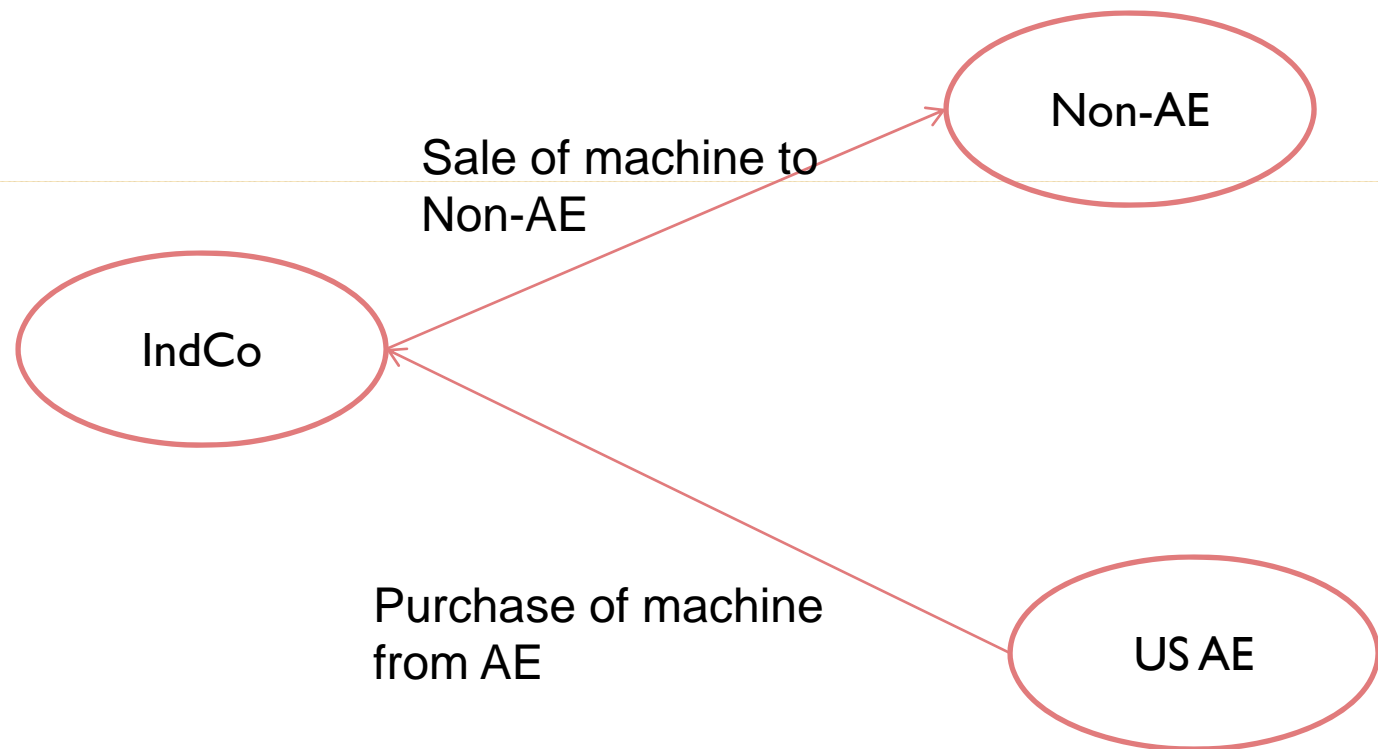 Non-AE
Sale of machine to
Non-AE
IndCo
Purchase of machine
from AE
US AE